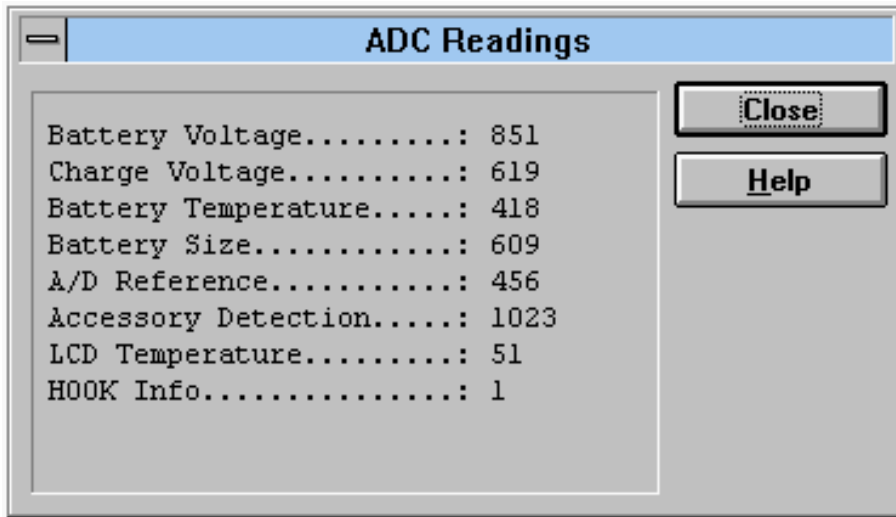 ADC Readings
Battery Voltage.........: 851
Charge Voltage..........: 619
Battery Temperature.....: 418
Battery Size............: 609
A/D Reference...........: 456
Accessory Detection.....: 1023
LCD Temperature.........: 51
HOOK Info...............: 1
Close
Help